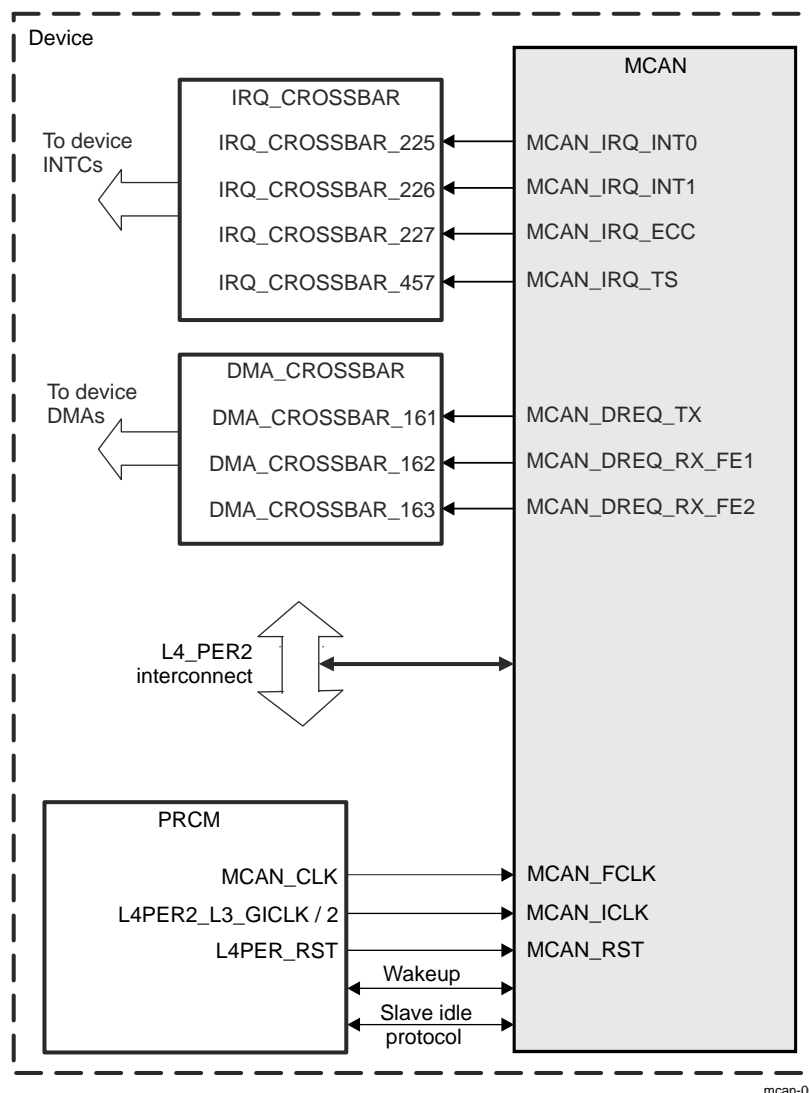 Device
MCAN
IRQ_CROSSBAR
To device
INTCs
IRQ_CROSSBAR_225
MCAN_IRQ_INT0
IRQ_CROSSBAR_226
MCAN_IRQ_INT1
IRQ_CROSSBAR_227
MCAN_IRQ_ECC
IRQ_CROSSBAR_457
MCAN_IRQ_TS
DMA_CROSSBAR
To device
DMAs
DMA_CROSSBAR_161
MCAN_DREQ_TX
DMA_CROSSBAR_162
MCAN_DREQ_RX_FE1
DMA_CROSSBAR_163
MCAN_DREQ_RX_FE2
L4_PER2
interconnect
PRCM
MCAN_CLK
MCAN_FCLK
L4PER2_L3_GICLK / 2
MCAN_ICLK
L4PER_RST
MCAN_RST
Wakeup
Slave idle
protocol
mcan-0